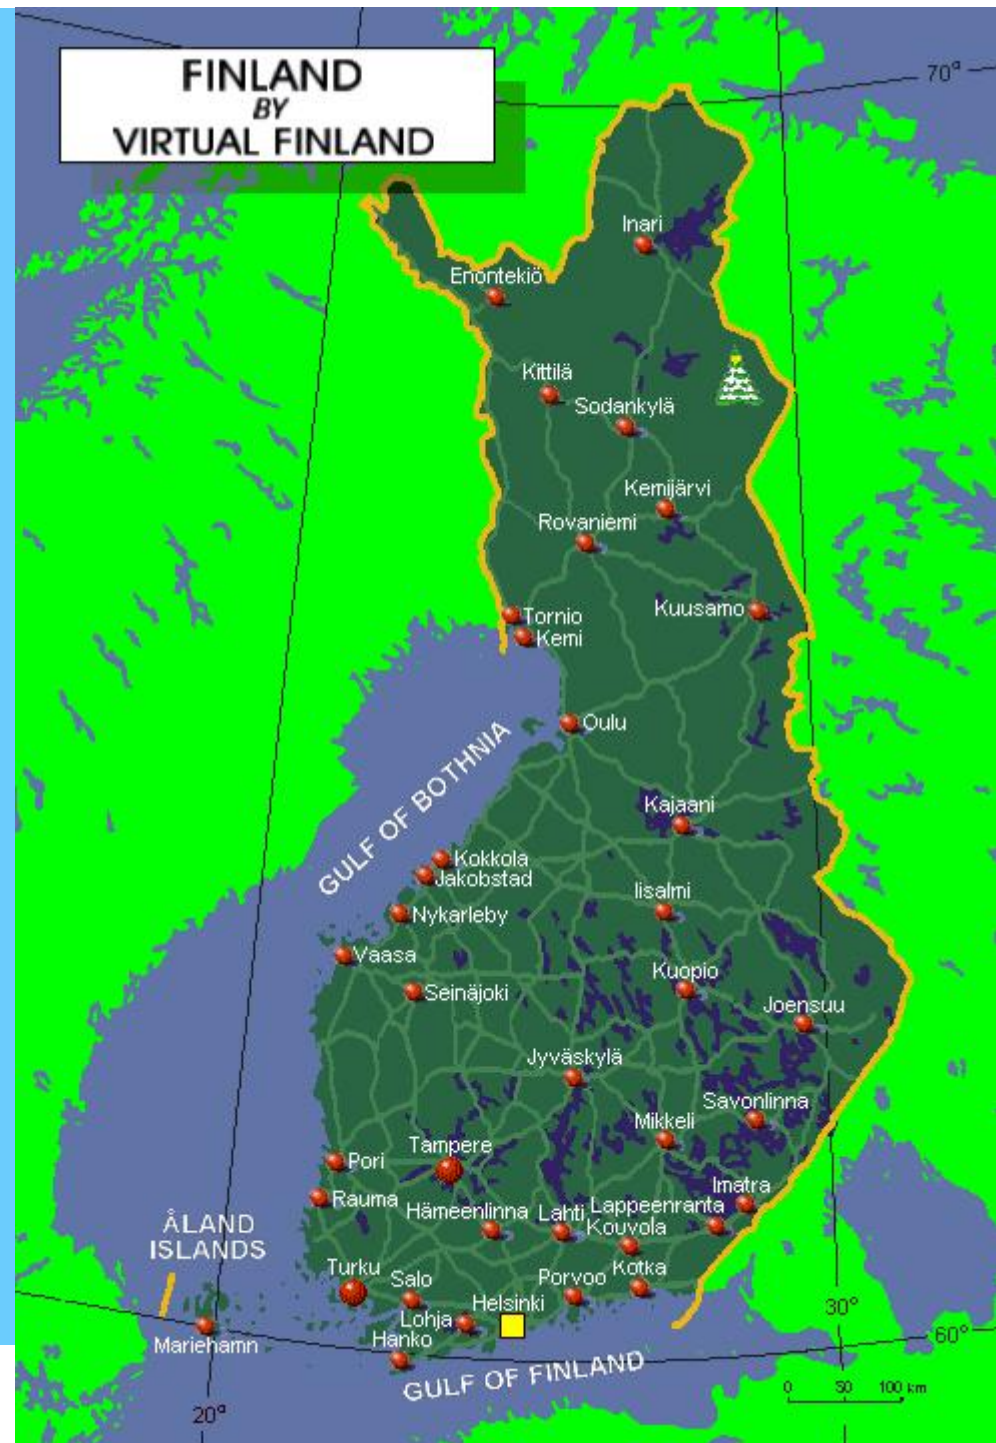 FINLAND
BY
VIRTUAL FINLAND
70°
Inari
Enontekiö
Kittilä
Sodankylä
Kemijärvi
Rovaniemi
Kuusamo
Tornio
Kemi
Oulu
GULF OF BOTHNIA
Kajaani
Kokkola
Jakobstad
Iisalmi
Nykarleby
Vaasa
Kuopio
Seinäjoki
Joensuu
Jyväskylä
Savonlinna
Mikkeli
Tampere
Pori
Imatra
Rauma
Lappeenranta
Hämeenlinna
Lahti
Kouvola
ÅLAND
ISLANDS
Turku
Salo
Porvoo
Kotka
Helsinki
Lohja
Hanko
Mariehamn
30°
60°
GULF OF FINLAND
0 50 100 km
20°